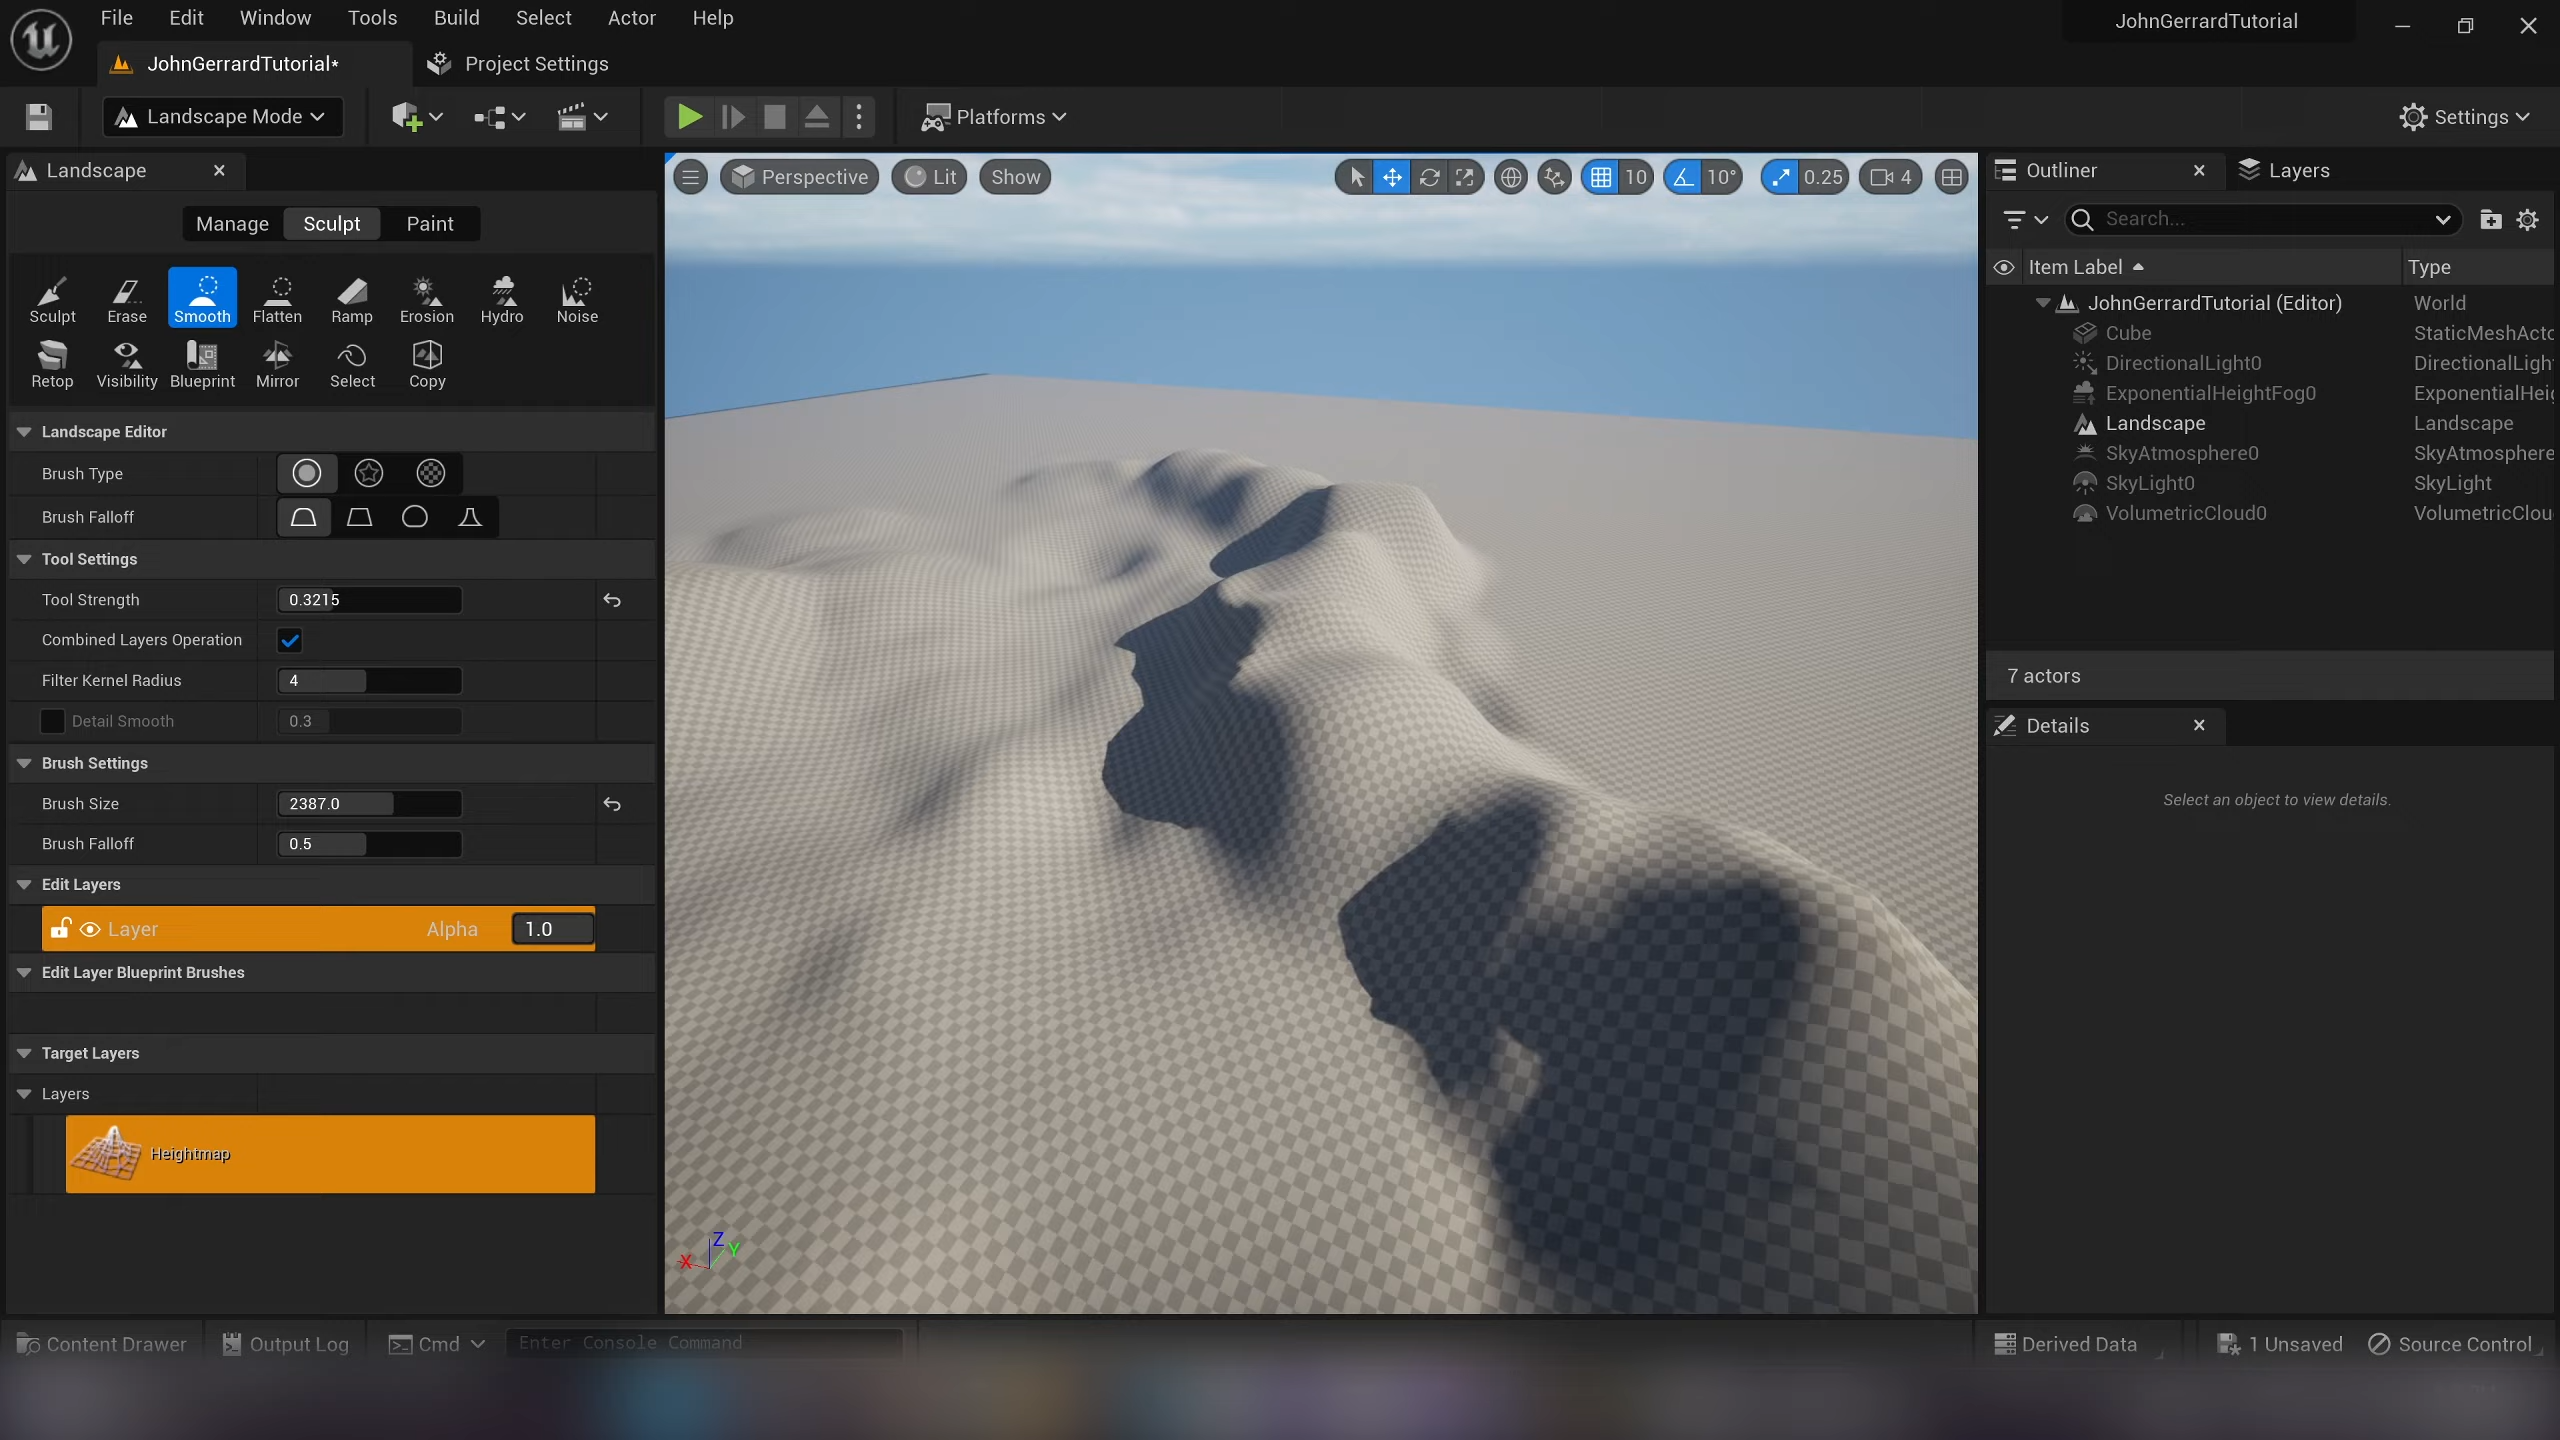 File Edit Window Tools Build Select Actor Help
JohnGerrardTutorial
JohnGerrardTutorial* Project Settings
Landscape Mode Platforms Settings
Landscape
Manage Sculpt Paint
Sculpt Erase Smooth Flatten Ramp Erosion Hydro Noise
Retop Visibility Blueprint Mirror Select Copy
Landscape Editor
Brush Type
Brush Falloff
Tool Settings
Tool Strength 0.3215
Combined Layers Operation
Filter Kernel Radius 4
Detail Smooth 0.3
Brush Settings
Brush Size 2387.0
Brush Falloff 0.5
Edit Layers
Layer Alpha 1.0
Edit Layer Blueprint Brushes
Target Layers
Layers
Heightmap
Perspective Lit Show 10 10° 0.25 4
Z
Y
X
Outliner Layers
Search...
Item Label Type
JohnGerrardTutorial (Editor) World
Cube StaticMeshActo
DirectionalLight0 DirectionalLigh
ExponentialHeightFog0 ExponentialHei
Landscape Landscape
SkyAtmosphere0 SkyAtmosphere
SkyLight0 SkyLight
VolumetricCloud0 VolumetricClou
7 actors
Details
Select an object to view details.
Content Drawer Output Log Cmd Enter Console Command Derived Data 1 Unsaved Source Control